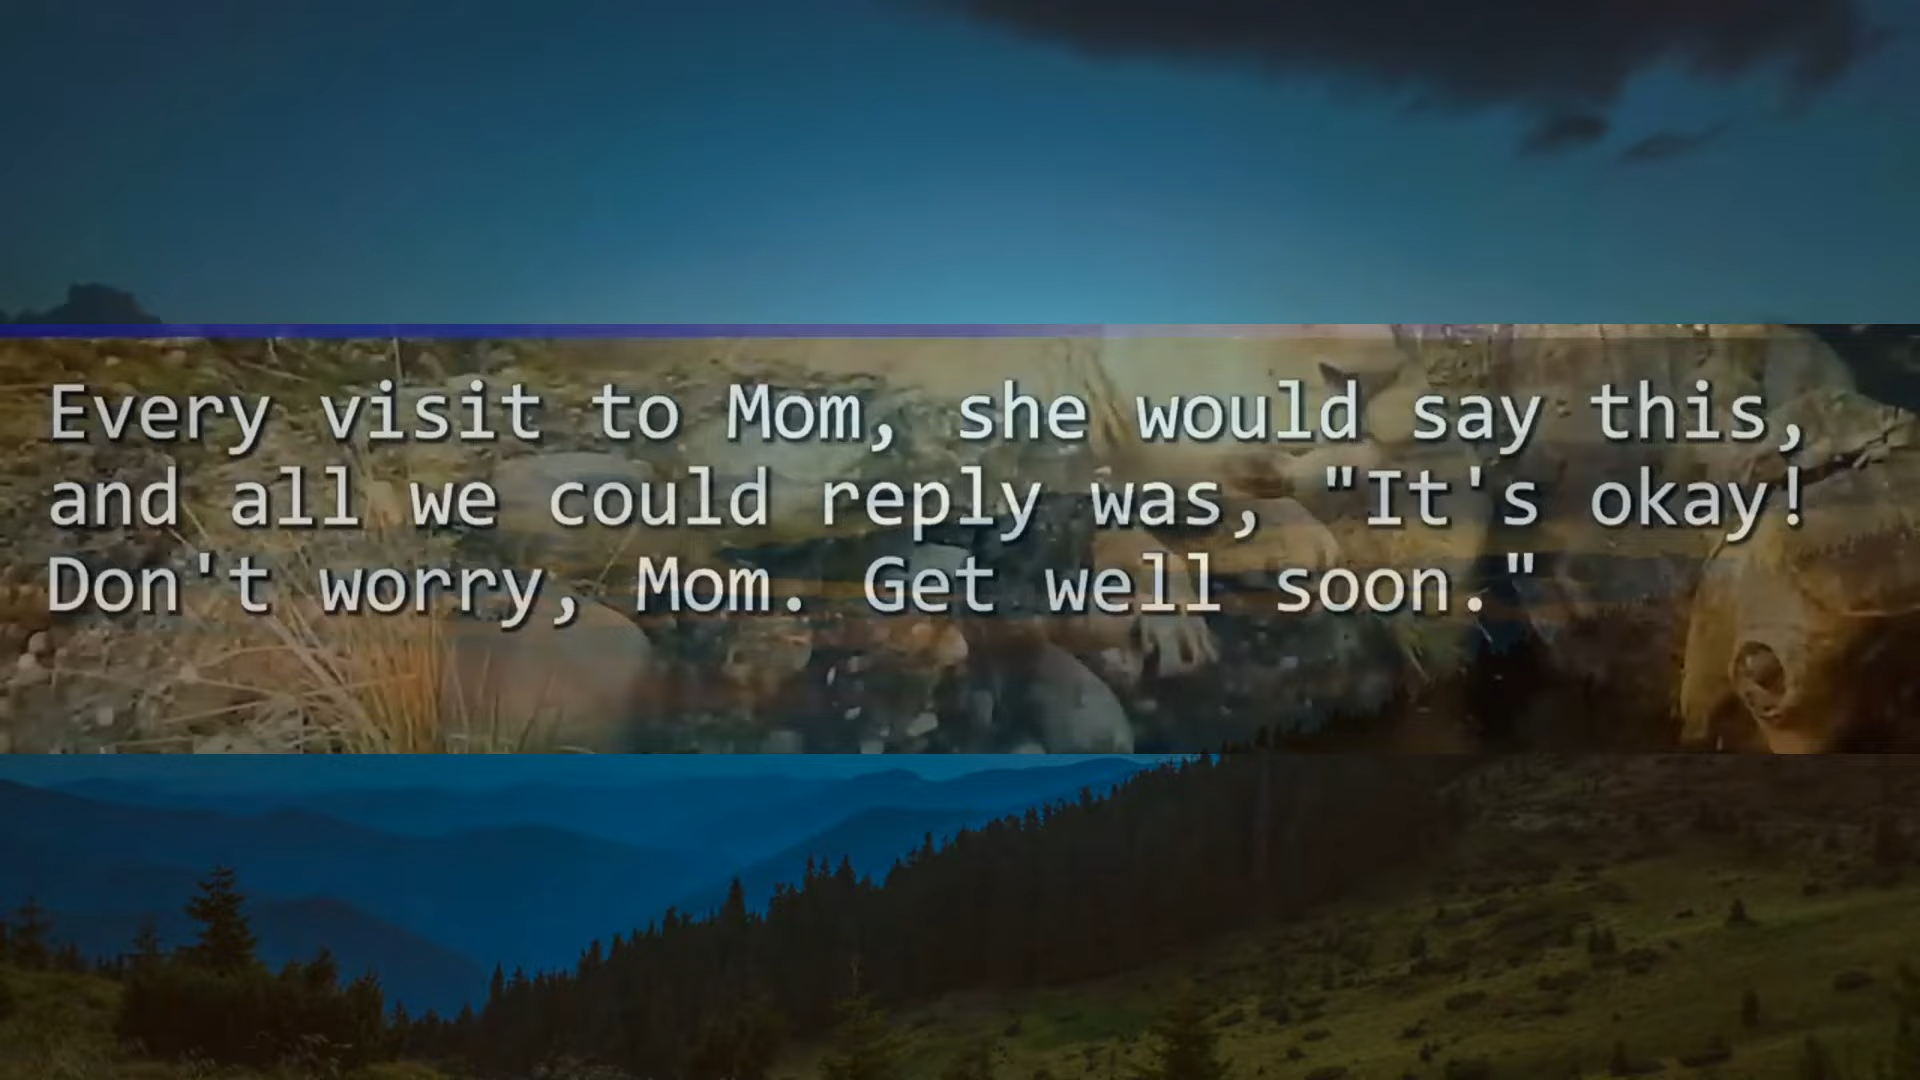 Every visit to Mom, she would say this,
and all we could reply was, "It's okay!
Don't worry, Mom. Get well soon."